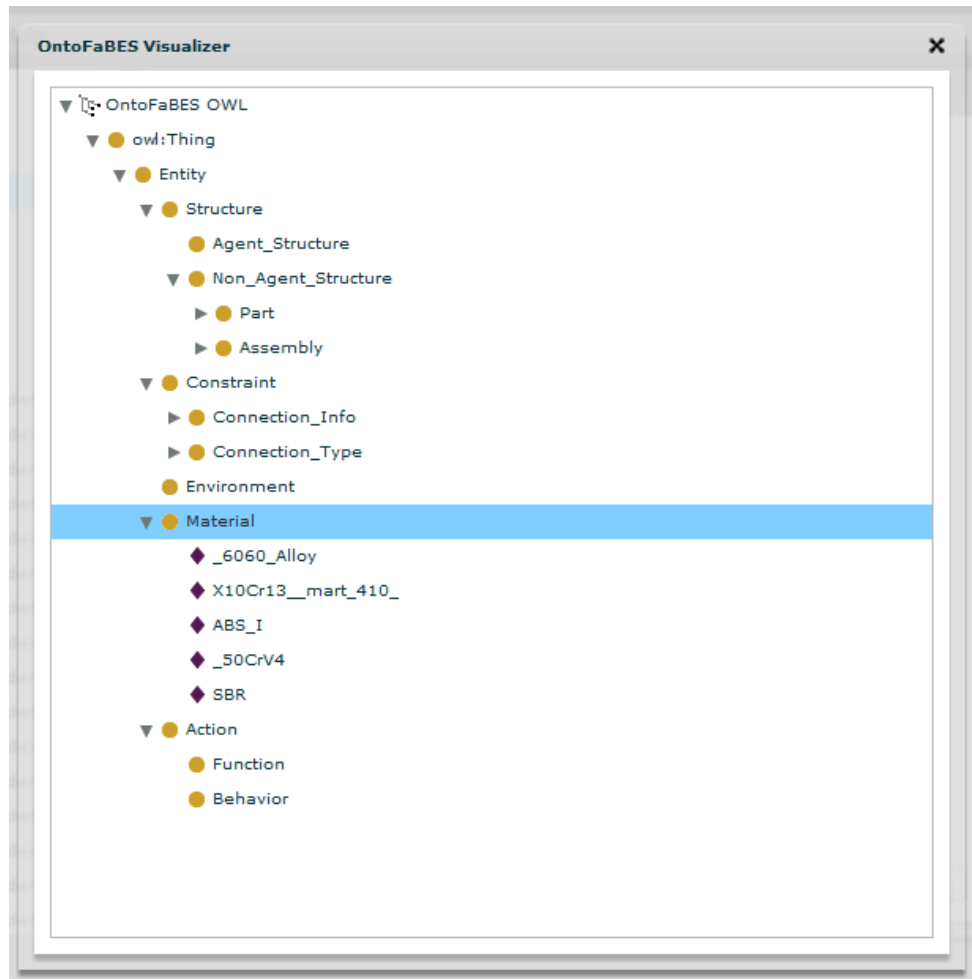 OntoFaBES Visualizer
OntoFaBES OWL
owl:Thing
Entity
Structure
Agent_Structure
Non_Agent_Structure
Part
Assembly
Constraint
Connection_Info
Connection_Type
Environment
Material
_6060_Alloy
X10Cr13__mart_410_
ABS_I
_50CrV4
SBR
Action
Function
Behavior